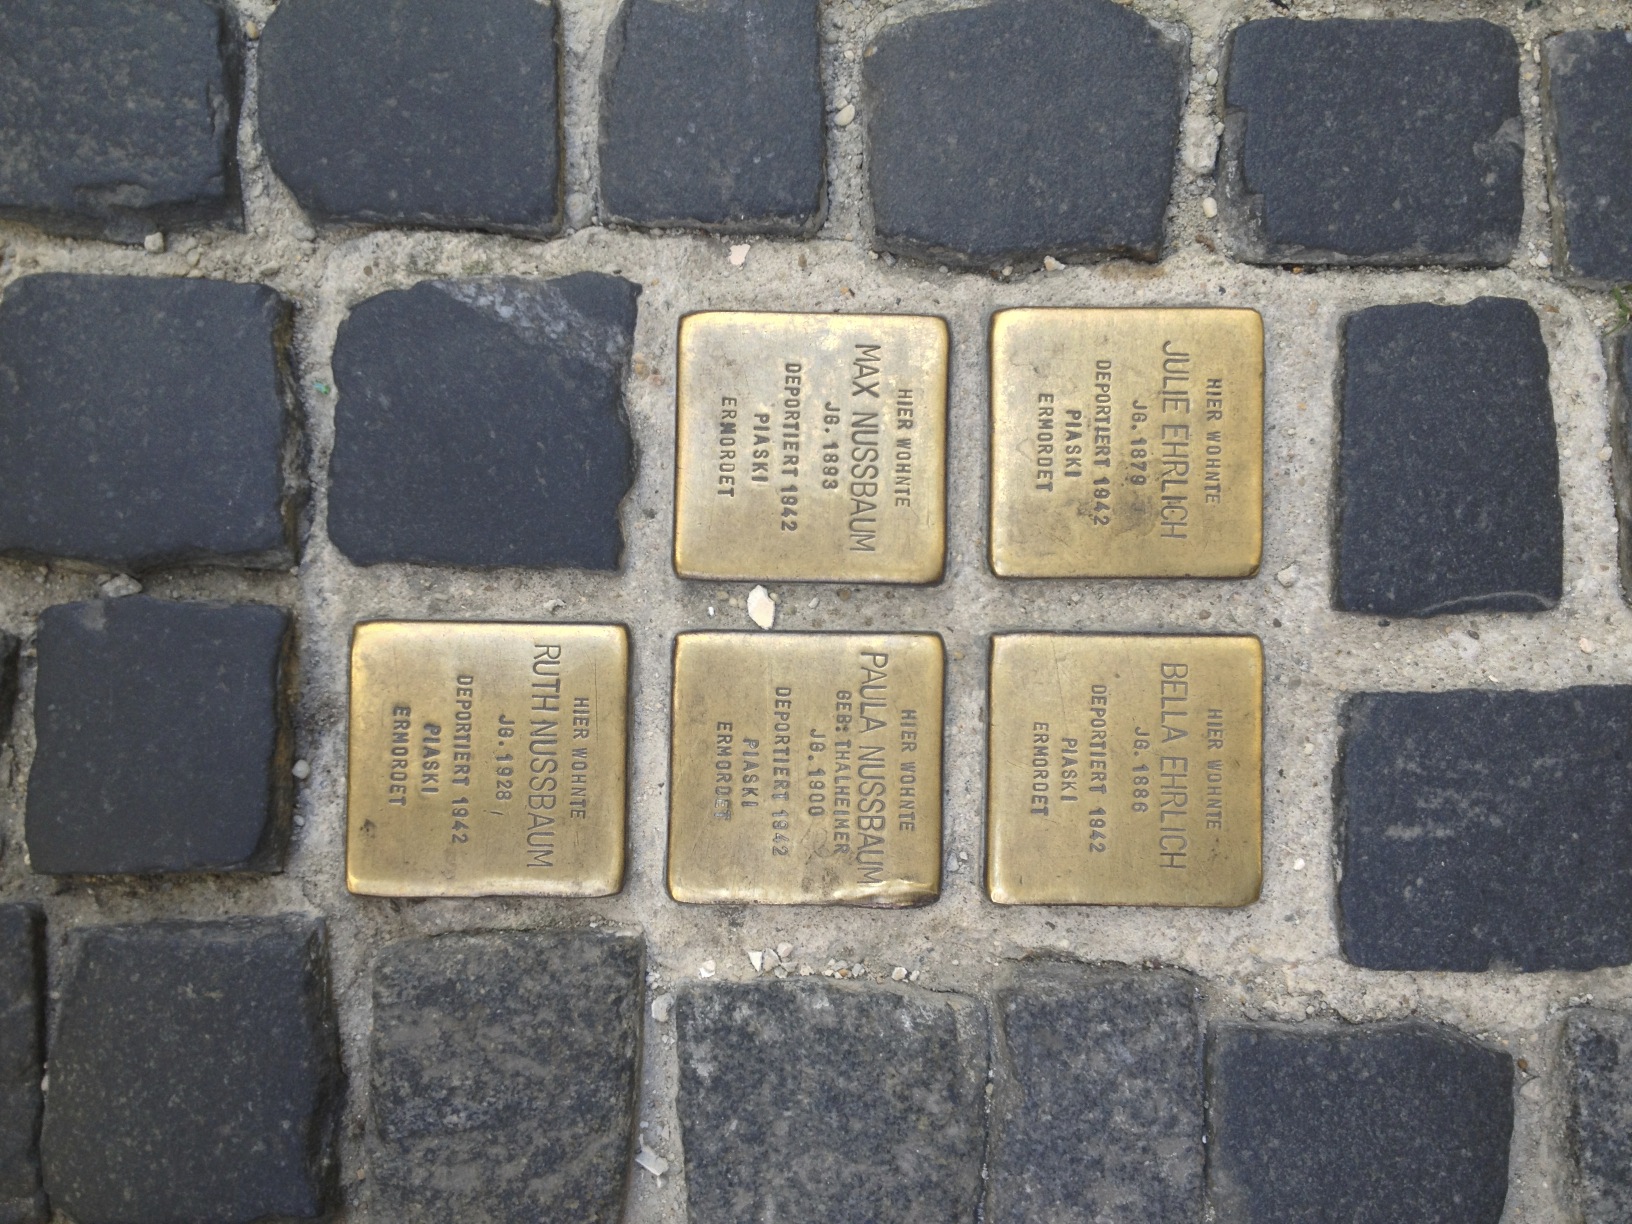 HIER WOHNTE
JULIE EHRLICH
JG. 1879
DEPORTIERT 1942
PIASKI
ERMORDET
HIER WOHNTE
BELLA EHRLICH
JG. 1886
DEPORTIERT 1942
PIASKI
ERMORDET
HIER WOHNTE
MAX NUSSBAUM
JG. 1893
DEPORTIERT 1942
PIASKI
ERMORDET
HIER WOHNTE
PAULA NUSSBAUM
GEB. THALHEIMER
JG. 1900
DEPORTIERT 1942
PIASKI
ERMORDET
HIER WOHNTE
RUTH NUSSBAUM
JG. 1928
DEPORTIERT 1942
PIASKI
ERMORDET